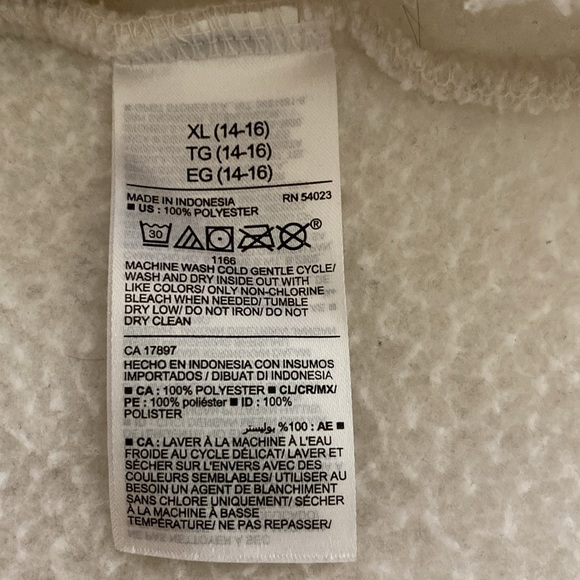 XL (14-16)
TG (14-16)
EG (14-16)
MADE IN INDONESIA RN 54023
■ US : 100% POLYESTER
30 ®
1166
MACHINE WASH COLD GENTLE CYCLE/
WASH AND DRY INSIDE OUT WITH
LIKE COLORS/ ONLY NON-CHLORINE
BLEACH WHEN NEEDED/ TUMBLE
DRY LOW/ DO NOT IRON/ DO NOT
DRY CLEAN
CA 17897
HECHO EN INDONESIA CON INSUMOS
IMPORTADOS / DIBUAT DI INDONESIA
■ CA : 100% POLYESTER ■ CL/CR/MX/
PE : 100% poliéster ■ ID : 100%
POLISTER
■ AE : 100% بوليستر
■ CA : LAVER À LA MACHINE À L'EAU
FROIDE AU CYCLE DÉLICAT/ LAVER ET
SÉCHER SUR L'ENVERS AVEC DES
COULEURS SEMBLABLES/ UTILISER AU
BESOIN UN AGENT DE BLANCHIMENT
SANS CHLORE UNIQUEMENT/ SÉCHER
À LA MACHINE À BASSE
TEMPÉRATURE/ NE PAS REPASSER/
NE PAS NETTOYER À SEC